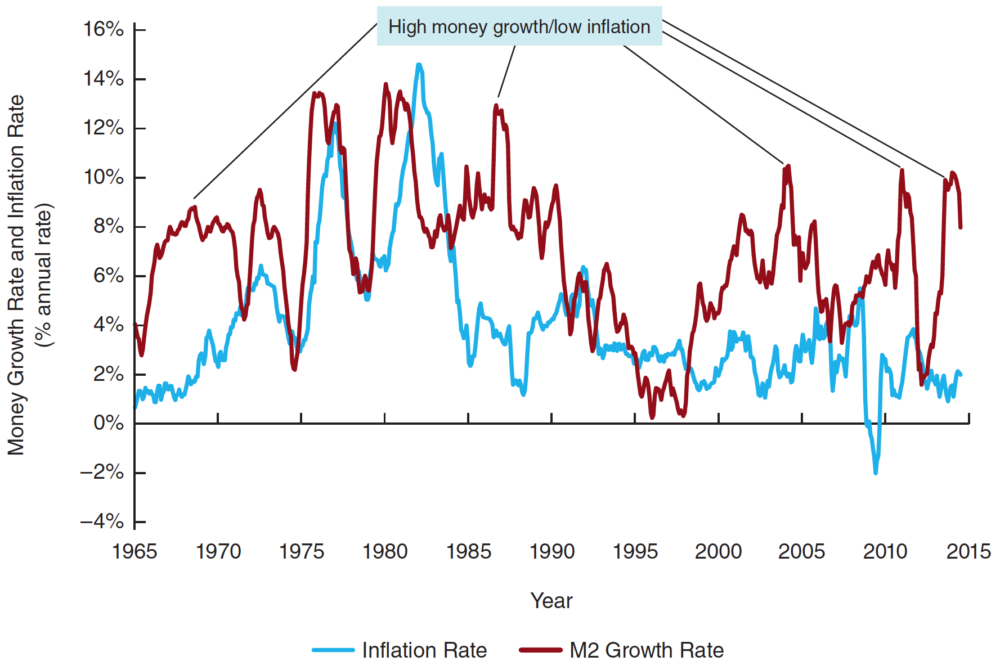 High money growth/low inflation
Money Growth Rate and Inflation Rate
(% annual rate)
16%
14%
12%
10%
8%
6%
4%
2%
0%
–2%
–4%
1965 1970 1975 1980 1985 1990 1995 2000 2005 2010 2015
Year
Inflation Rate M2 Growth Rate